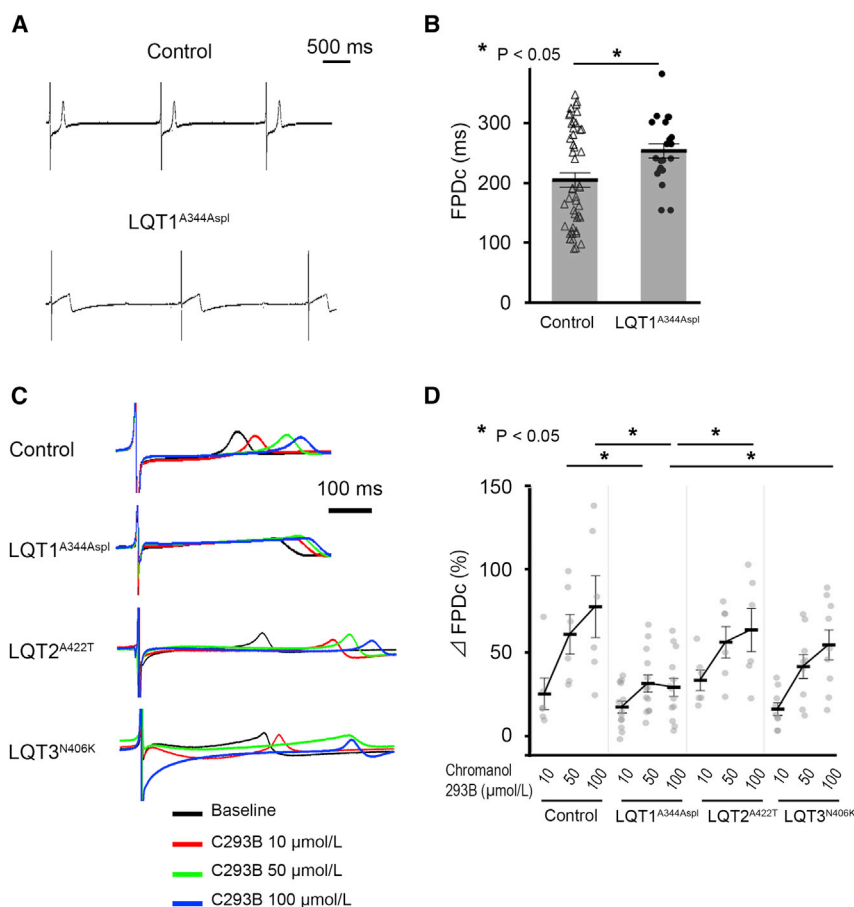 A
Control
500 ms
LQT1A344Aspl
B
* P < 0.05
*
FPDc (ms)
300
200
100
0
Control
LQT1A344Aspl
C
Control
100 ms
LQT1A344Aspl
LQT2A422T
LQT3N406K
Baseline
C293B 10 µmol/L
C293B 50 µmol/L
C293B 100 µmol/L
D
* P < 0.05
* *
* *
⊿ FPDc (%)
150
100
50
0
Chromanol
293B (µmol/L)
10 50 100 10 50 100 10 50 100 10 50 100
Control LQT1A344Aspl LQT2A422T LQT3N406K